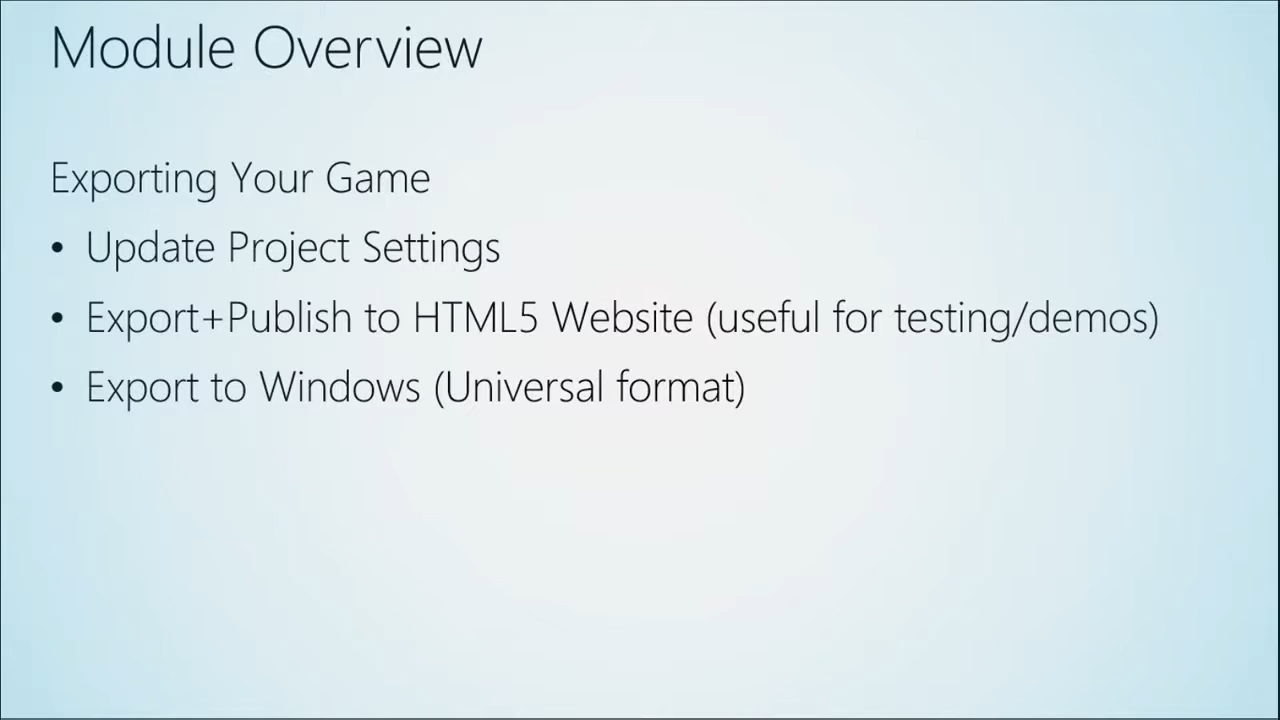 Module Overview
Exporting Your Game
• Update Project Settings
• Export+Publish to HTML5 Website (useful for testing/demos)
• Export to Windows (Universal format)